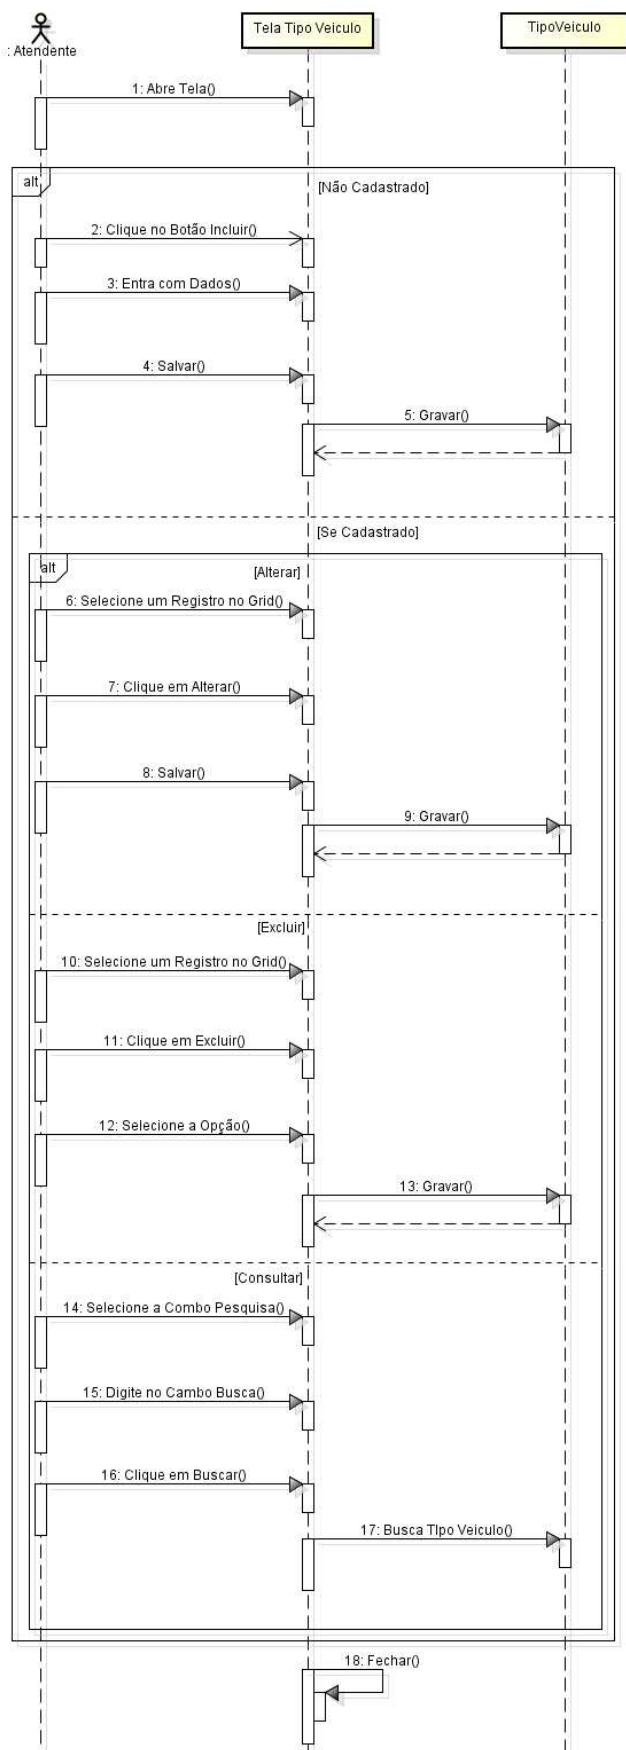 : Atendente
Tela Tipo Veiculo
TipoVeiculo
1: Abre Tela()
alt
[Não Cadastrado]
2: Clique no Botão Incluir()
3: Entra com Dados()
4: Salvar()
5: Gravar()
[Se Cadastrado]
alt
[Alterar]
6: Selecione um Registro no Grid()
7: Clique em Alterar()
8: Salvar()
9: Gravar()
[Excluir]
10: Selecione um Registro no Grid()
11: Clique em Excluir()
12: Selecione a Opção()
13: Gravar()
[Consultar]
14: Selecione a Combo Pesquisa()
15: Digite no Cambo Busca()
16: Clique em Buscar()
17: Busca TIpo Veiculo()
18: Fechar()